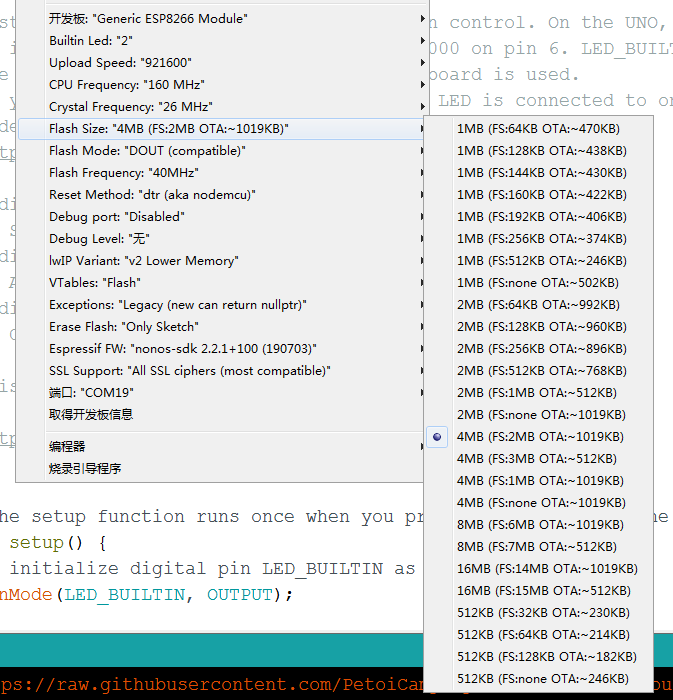 开发板: "Generic ESP8266 Module"
Builtin Led: "2"
Upload Speed: "921600"
CPU Frequency: "160 MHz"
Crystal Frequency: "26 MHz"
Flash Size: "4MB (FS:2MB OTA:~1019KB)"
Flash Mode: "DOUT (compatible)"
Flash Frequency: "40MHz"
Reset Method: "dtr (aka nodemcu)"
Debug port: "Disabled"
Debug Level: "无"
lwIP Variant: "v2 Lower Memory"
VTables: "Flash"
Exceptions: "Legacy (new can return nullptr)"
Erase Flash: "Only Sketch"
Espressif FW: "nonos-sdk 2.2.1+100 (190703)"
SSL Support: "All SSL ciphers (most compatible)"
端口: "COM19"
取得开发板信息
编程器
烧录引导程序
1MB (FS:64KB OTA:~470KB)
1MB (FS:128KB OTA:~438KB)
1MB (FS:144KB OTA:~430KB)
1MB (FS:160KB OTA:~422KB)
1MB (FS:192KB OTA:~406KB)
1MB (FS:256KB OTA:~374KB)
1MB (FS:512KB OTA:~246KB)
1MB (FS:none OTA:~502KB)
2MB (FS:64KB OTA:~992KB)
2MB (FS:128KB OTA:~960KB)
2MB (FS:256KB OTA:~896KB)
2MB (FS:512KB OTA:~768KB)
2MB (FS:1MB OTA:~512KB)
2MB (FS:none OTA:~1019KB)
4MB (FS:2MB OTA:~1019KB)
4MB (FS:3MB OTA:~512KB)
4MB (FS:1MB OTA:~1019KB)
4MB (FS:none OTA:~1019KB)
8MB (FS:6MB OTA:~1019KB)
8MB (FS:7MB OTA:~512KB)
16MB (FS:14MB OTA:~1019KB)
16MB (FS:15MB OTA:~512KB)
512KB (FS:32KB OTA:~230KB)
512KB (FS:64KB OTA:~214KB)
512KB (FS:128KB OTA:~182KB)
512KB (FS:none OTA:~246KB)
n control. On the UNO,
000 on pin 6. LED_BUILT
board is used.
LED is connected to on
he setup function runs once when you pr
setup() {
initialize digital pin LED_BUILTIN as
nMode(LED_BUILTIN, OUTPUT);
ps://raw.githubusercontent.com/PetoiCam